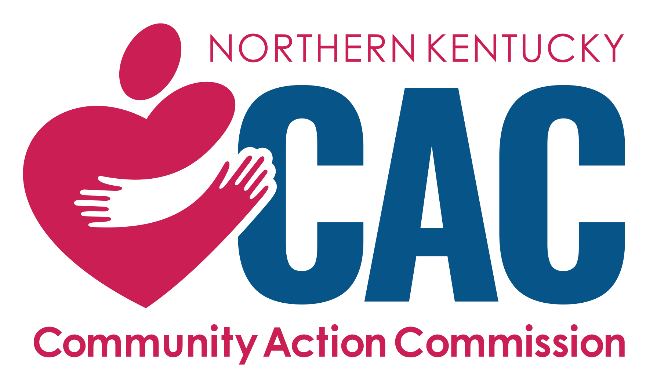 NORTHERN KENTUCKY
CAC
Community Action Commission